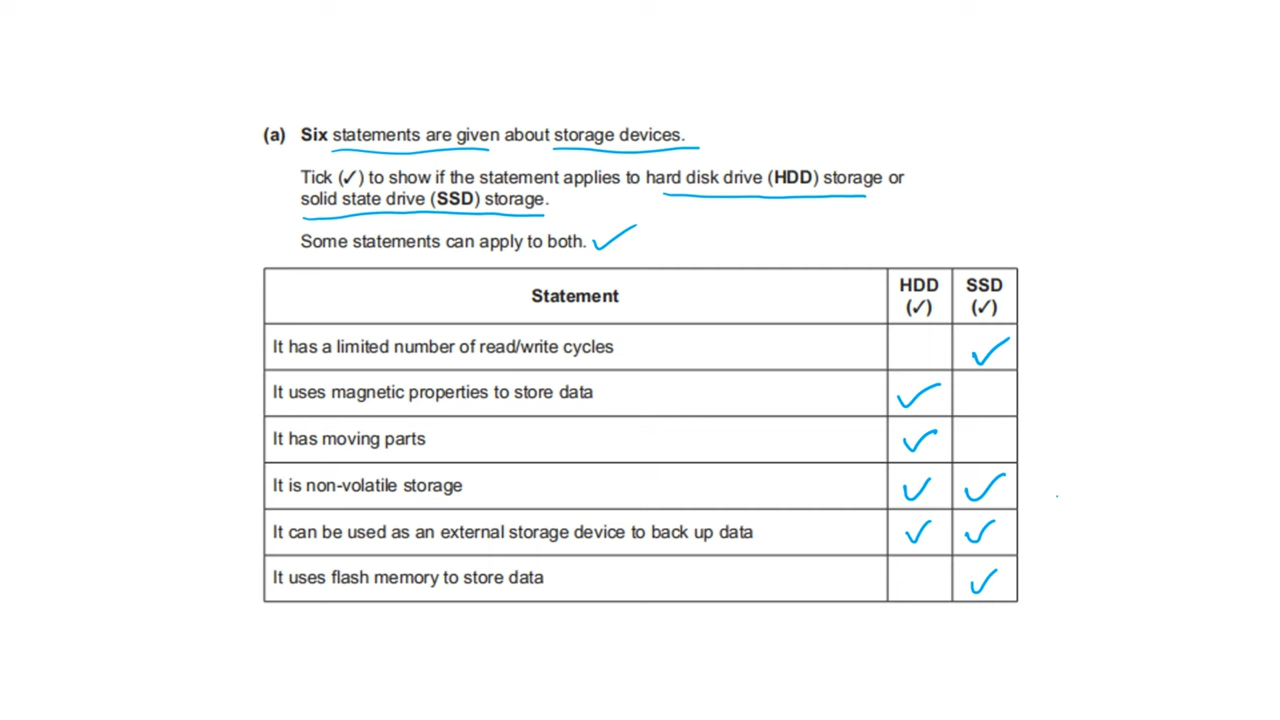 (a) Six statements are given about storage devices.
Tick (✓) to show if the statement applies to hard disk drive (HDD) storage or
solid state drive (SSD) storage.
Some statements can apply to both. ✓
Statement HDD (✓) SSD (✓)
It has a limited number of read/write cycles ✓
It uses magnetic properties to store data ✓
It has moving parts ✓
It is non-volatile storage ✓ ✓
It can be used as an external storage device to back up data ✓ ✓
It uses flash memory to store data ✓